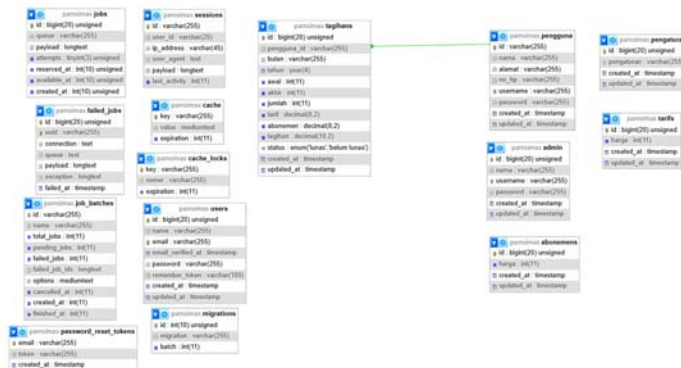 pamsimas jobs
id : bigint(20) unsigned
queue : varchar(255)
payload : longtext
attempts : tinyint(3) unsigned
reserved_at : int(10) unsigned
available_at : int(10) unsigned
created_at : int(10) unsigned
pamsimas failed_jobs
id : bigint(20) unsigned
uuid : varchar(255)
connection : text
queue : text
payload : longtext
exception : longtext
failed_at : timestamp
pamsimas job_batches
id : varchar(255)
name : varchar(255)
total_jobs : int(11)
pending_jobs : int(11)
failed_jobs : int(11)
failed_job_ids : longtext
options : mediumtext
cancelled_at : int(11)
created_at : int(11)
finished_at : int(11)
pamsimas password_reset_tokens
email : varchar(255)
token : varchar(255)
created_at : timestamp
pamsimas sessions
id : varchar(255)
user_id : varchar(20)
ip_address : varchar(45)
user_agent : text
payload : longtext
last_activity : int(11)
pamsimas cache
key : varchar(255)
value : mediumtext
expiration : int(11)
pamsimas cache_locks
key : varchar(255)
owner : varchar(255)
expiration : int(11)
pamsimas users
id : bigint(20) unsigned
name : varchar(255)
email : varchar(255)
email_verified_at : timestamp
password : varchar(255)
remember_token : varchar(100)
created_at : timestamp
updated_at : timestamp
pamsimas migrations
id : int(10) unsigned
migration : varchar(255)
batch : int(11)
pamsimas tagihans
id : bigint(20) unsigned
pengguna_id : varchar(255)
bulan : varchar(255)
tahun : year(4)
awal : int(11)
akhir : int(11)
jumlah : int(11)
tarif : decimal(8,2)
abonemen : decimal(8,2)
tagihan : decimal(10,2)
status : enum('lunas','belum lunas')
created_at : timestamp
updated_at : timestamp
pamsimas pengguna
id : varchar(255)
name : varchar(255)
alamat : varchar(255)
no_hp : varchar(255)
username : varchar(255)
password : varchar(255)
created_at : timestamp
updated_at : timestamp
pamsimas admin
id : bigint(20) unsigned
nama : varchar(255)
username : varchar(255)
password : varchar(255)
created_at : timestamp
updated_at : timestamp
pamsimas abonemens
id : bigint(20) unsigned
harga : int(11)
created_at : timestamp
updated_at : timestamp
pamsimas
id : bigint(20) unsigned
pengaturan : varchar(255)
created_at : timestamp
updated_at : timestamp
pamsimas tarifs
id : bigint(20) unsigned
harga : int(11)
created_at : timestamp
updated_at : timestamp